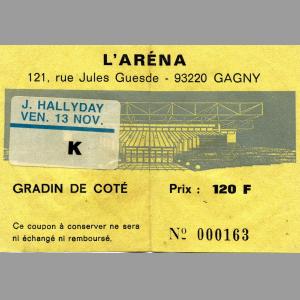 L'ARÉNA
121, rue Jules Guesde - 93220 GAGNY
J. HALLYDAY
VEN. 13 NOV.
K
GRADIN DE COTÉ
Prix : 120 F
Ce coupon à conserver ne sera
ni échangé ni remboursé.
Nº 000163